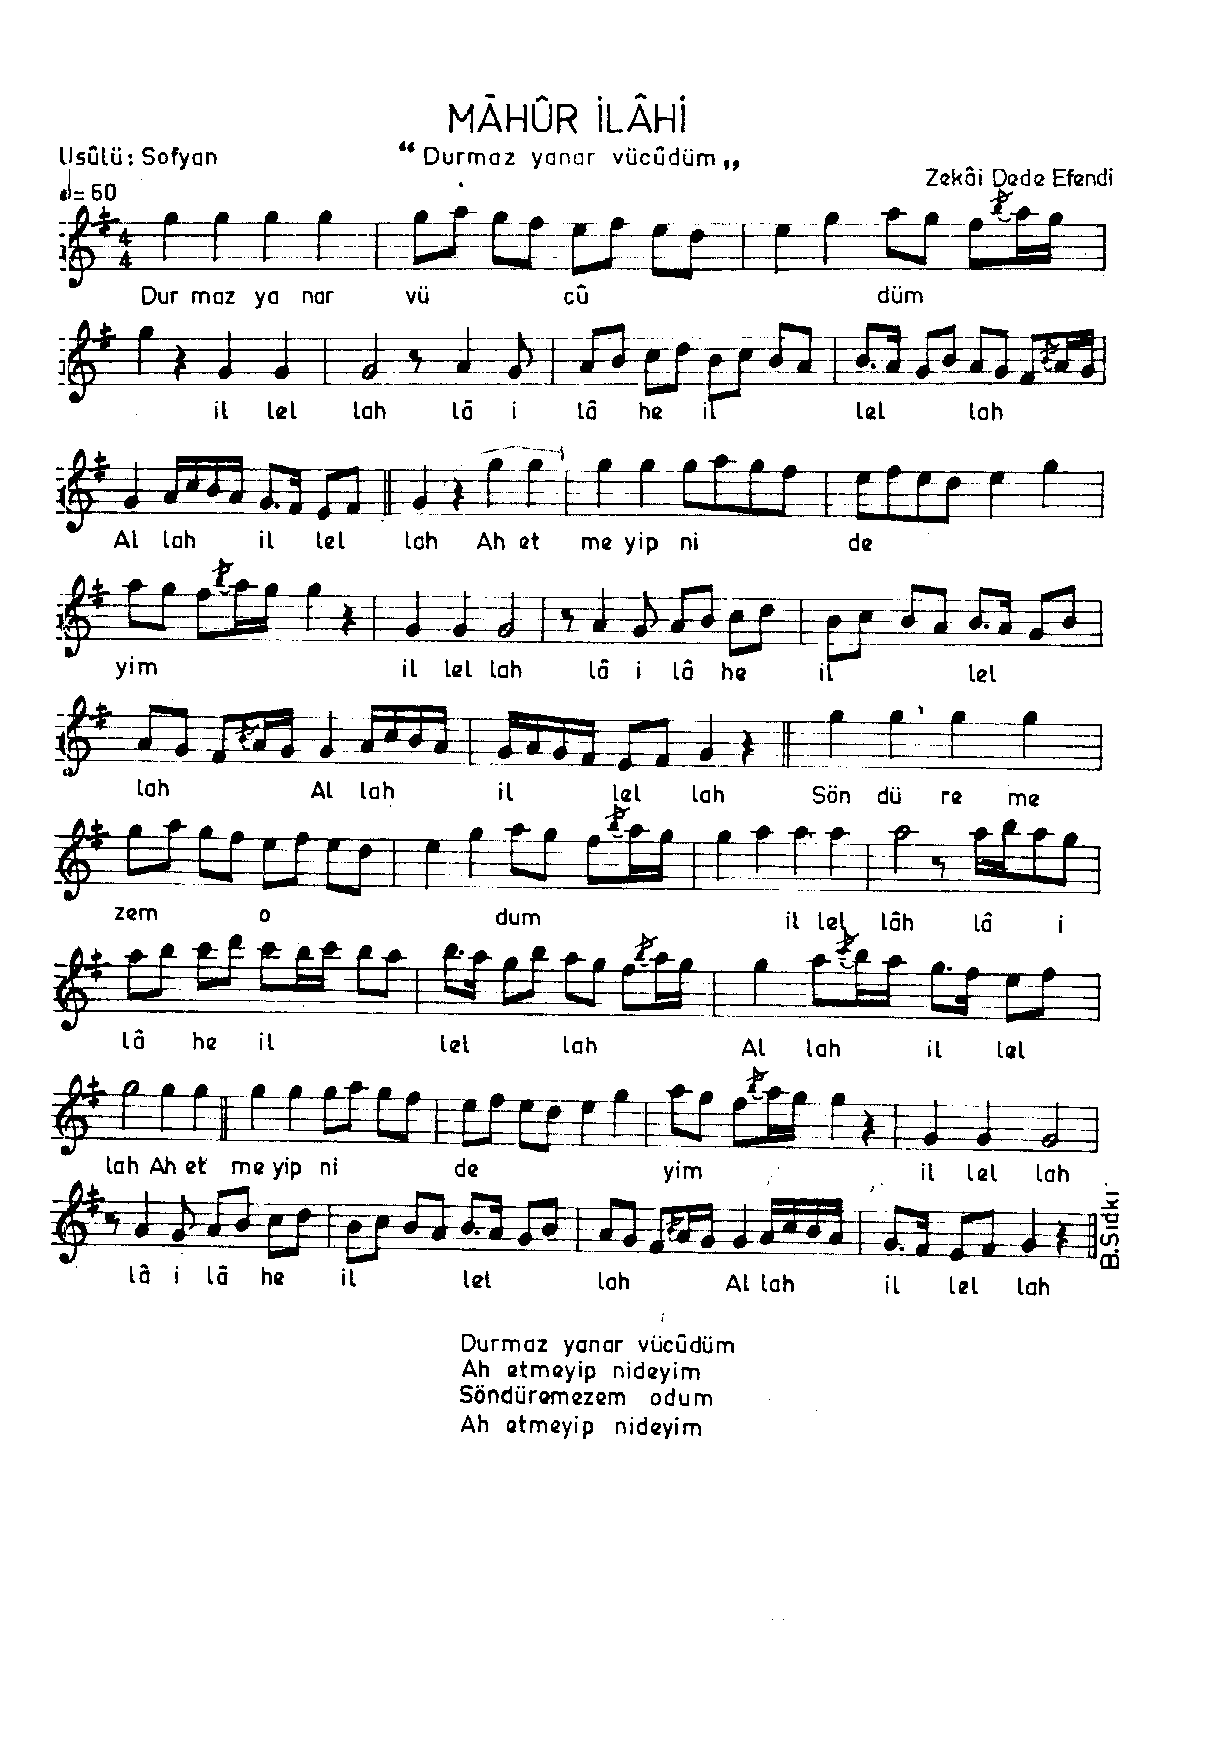 MÂHÛR İLÂHİ
Usûlü: Sofyan
“ Durmaz yanar vücûdüm „
Zekâi Dede Efendi
= 60
4
4
Dur maz ya nar vü cû düm
il lel lah lâ i lâ he il lel lah
Al lah il lel lah Ah et me yip ni de
yim il lel lah lâ i lâ he il lel
lah Al lah il lel lah Sön dü re me
zem o dum il lel lâh lâ i
lâ he il lel lah Al lah il lel
lah Ah et me yip ni de yim il lel lah
lâ i lâ he il lel lah Al lah il lel lah
B.Sıdkı
Durmaz yanar vücûdüm
Ah etmeyip nideyim
Söndüremezem odum
Ah etmeyip nideyim